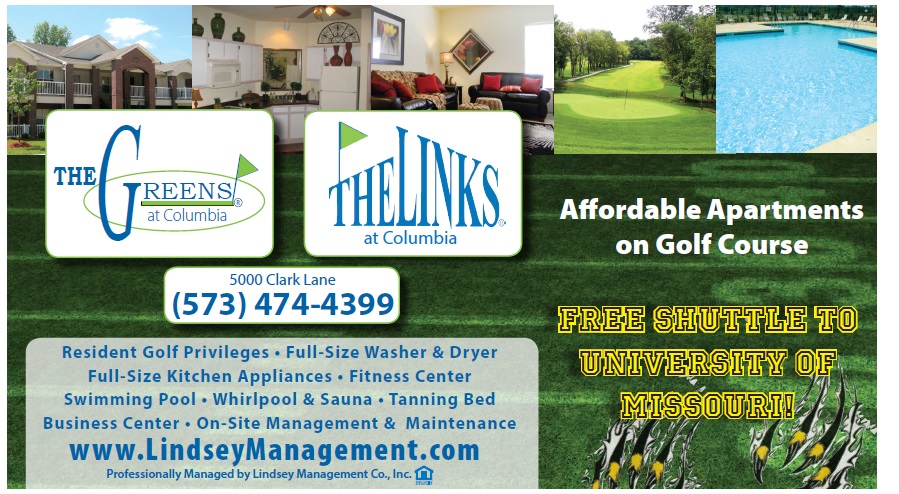 THE GREENS®
at Columbia
THE LINKS®
at Columbia
5000 Clark Lane
(573) 474-4399
Affordable Apartments
on Golf Course
FREE SHUTTLE TO
UNIVERSITY OF
MISSOURI!
Resident Golf Privileges • Full-Size Washer & Dryer
Full-Size Kitchen Appliances • Fitness Center
Swimming Pool • Whirlpool & Sauna • Tanning Bed
Business Center • On-Site Management & Maintenance
www.LindseyManagement.com
Professionally Managed by Lindsey Management Co., Inc.